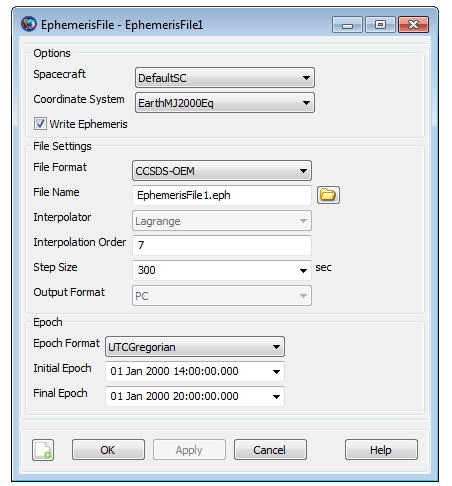 EphemerisFile - EphemerisFile1
Options
Spacecraft DefaultSC
Coordinate System EarthMJ2000Eq
Write Ephemeris
File Settings
File Format CCSDS-OEM
File Name EphemerisFile1.eph
Interpolator Lagrange
Interpolation Order 7
Step Size 300 sec
Output Format PC
Epoch
Epoch Format UTCGregorian
Initial Epoch 01 Jan 2000 14:00:00.000
Final Epoch 01 Jan 2000 20:00:00.000
OK Apply Cancel Help